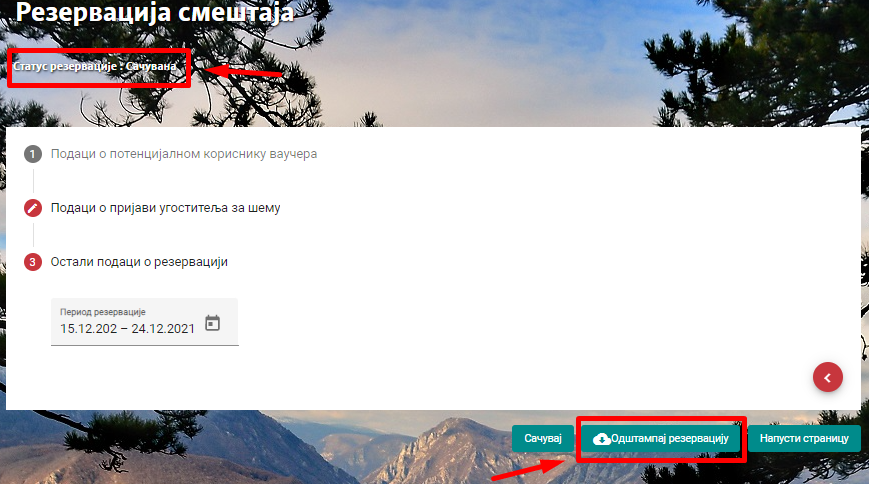 Резервација смештаја
Статус резервације : Сачувана
1 Подаци о потенцијалном кориснику ваучера
Подаци о пријави угоститеља за шему
3 Остали подаци о резервацији
Период резервације
15.12.202 – 24.12.2021
Сачувај Одштампај резервацију Напусти страницу